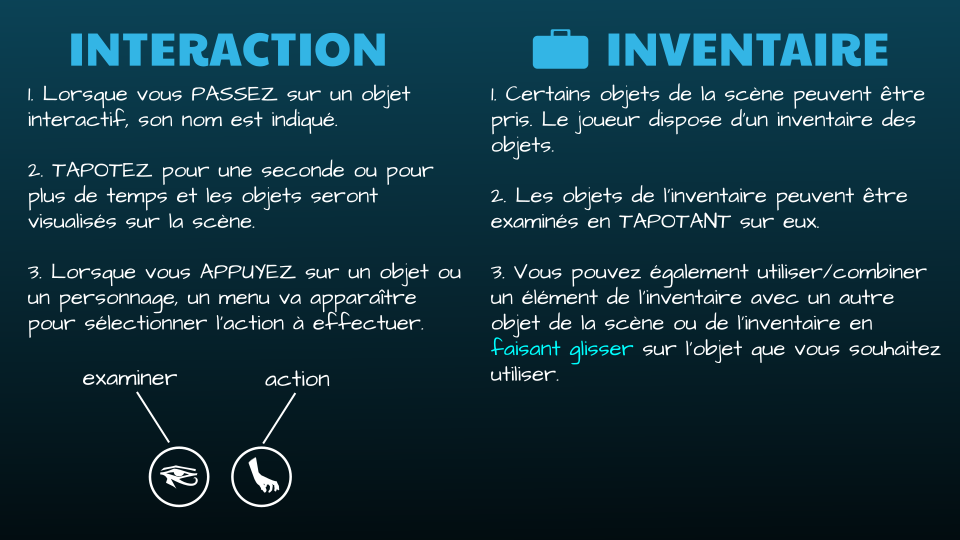 INTERACTION
1. Lorsque vous PASSEZ sur un objet
interactif, son nom est indiqué.
2. TAPOTEZ pour une seconde ou pour
plus de temps et les objets seront
visualisés sur la scène.
3. Lorsque vous APPUYEZ sur un objet ou
un personnage, un menu va apparaître
pour sélectionner l'action à effectuer.
examiner
action
INVENTAIRE
1. Certains objets de la scène peuvent être
pris. Le joueur dispose d'un inventaire des
objets.
2. Les objets de l'inventaire peuvent être
examinés en TAPOTANT sur eux.
3. Vous pouvez également utiliser/combiner
un élément de l'inventaire avec un autre
objet de la scène ou de l'inventaire en
faisant glisser sur l'objet que vous souhaitez
utiliser.